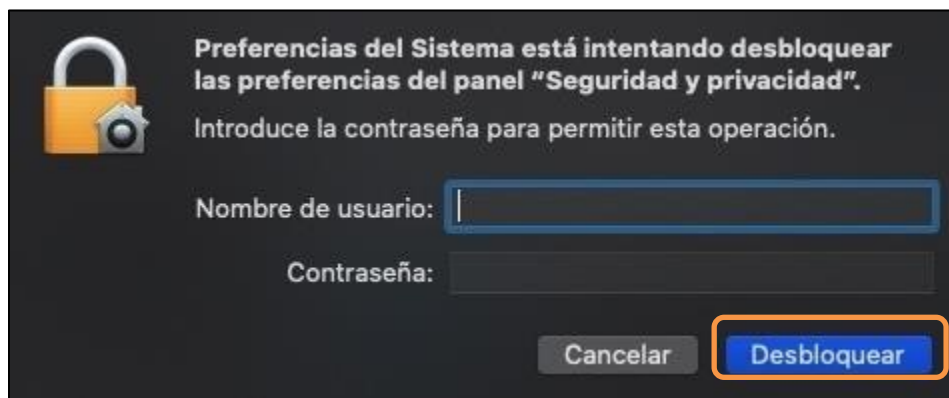 Preferencias del Sistema está intentando desbloquear
las preferencias del panel “Seguridad y privacidad”.
Introduce la contraseña para permitir esta operación.
Nombre de usuario:
Contraseña:
Cancelar Desbloquear